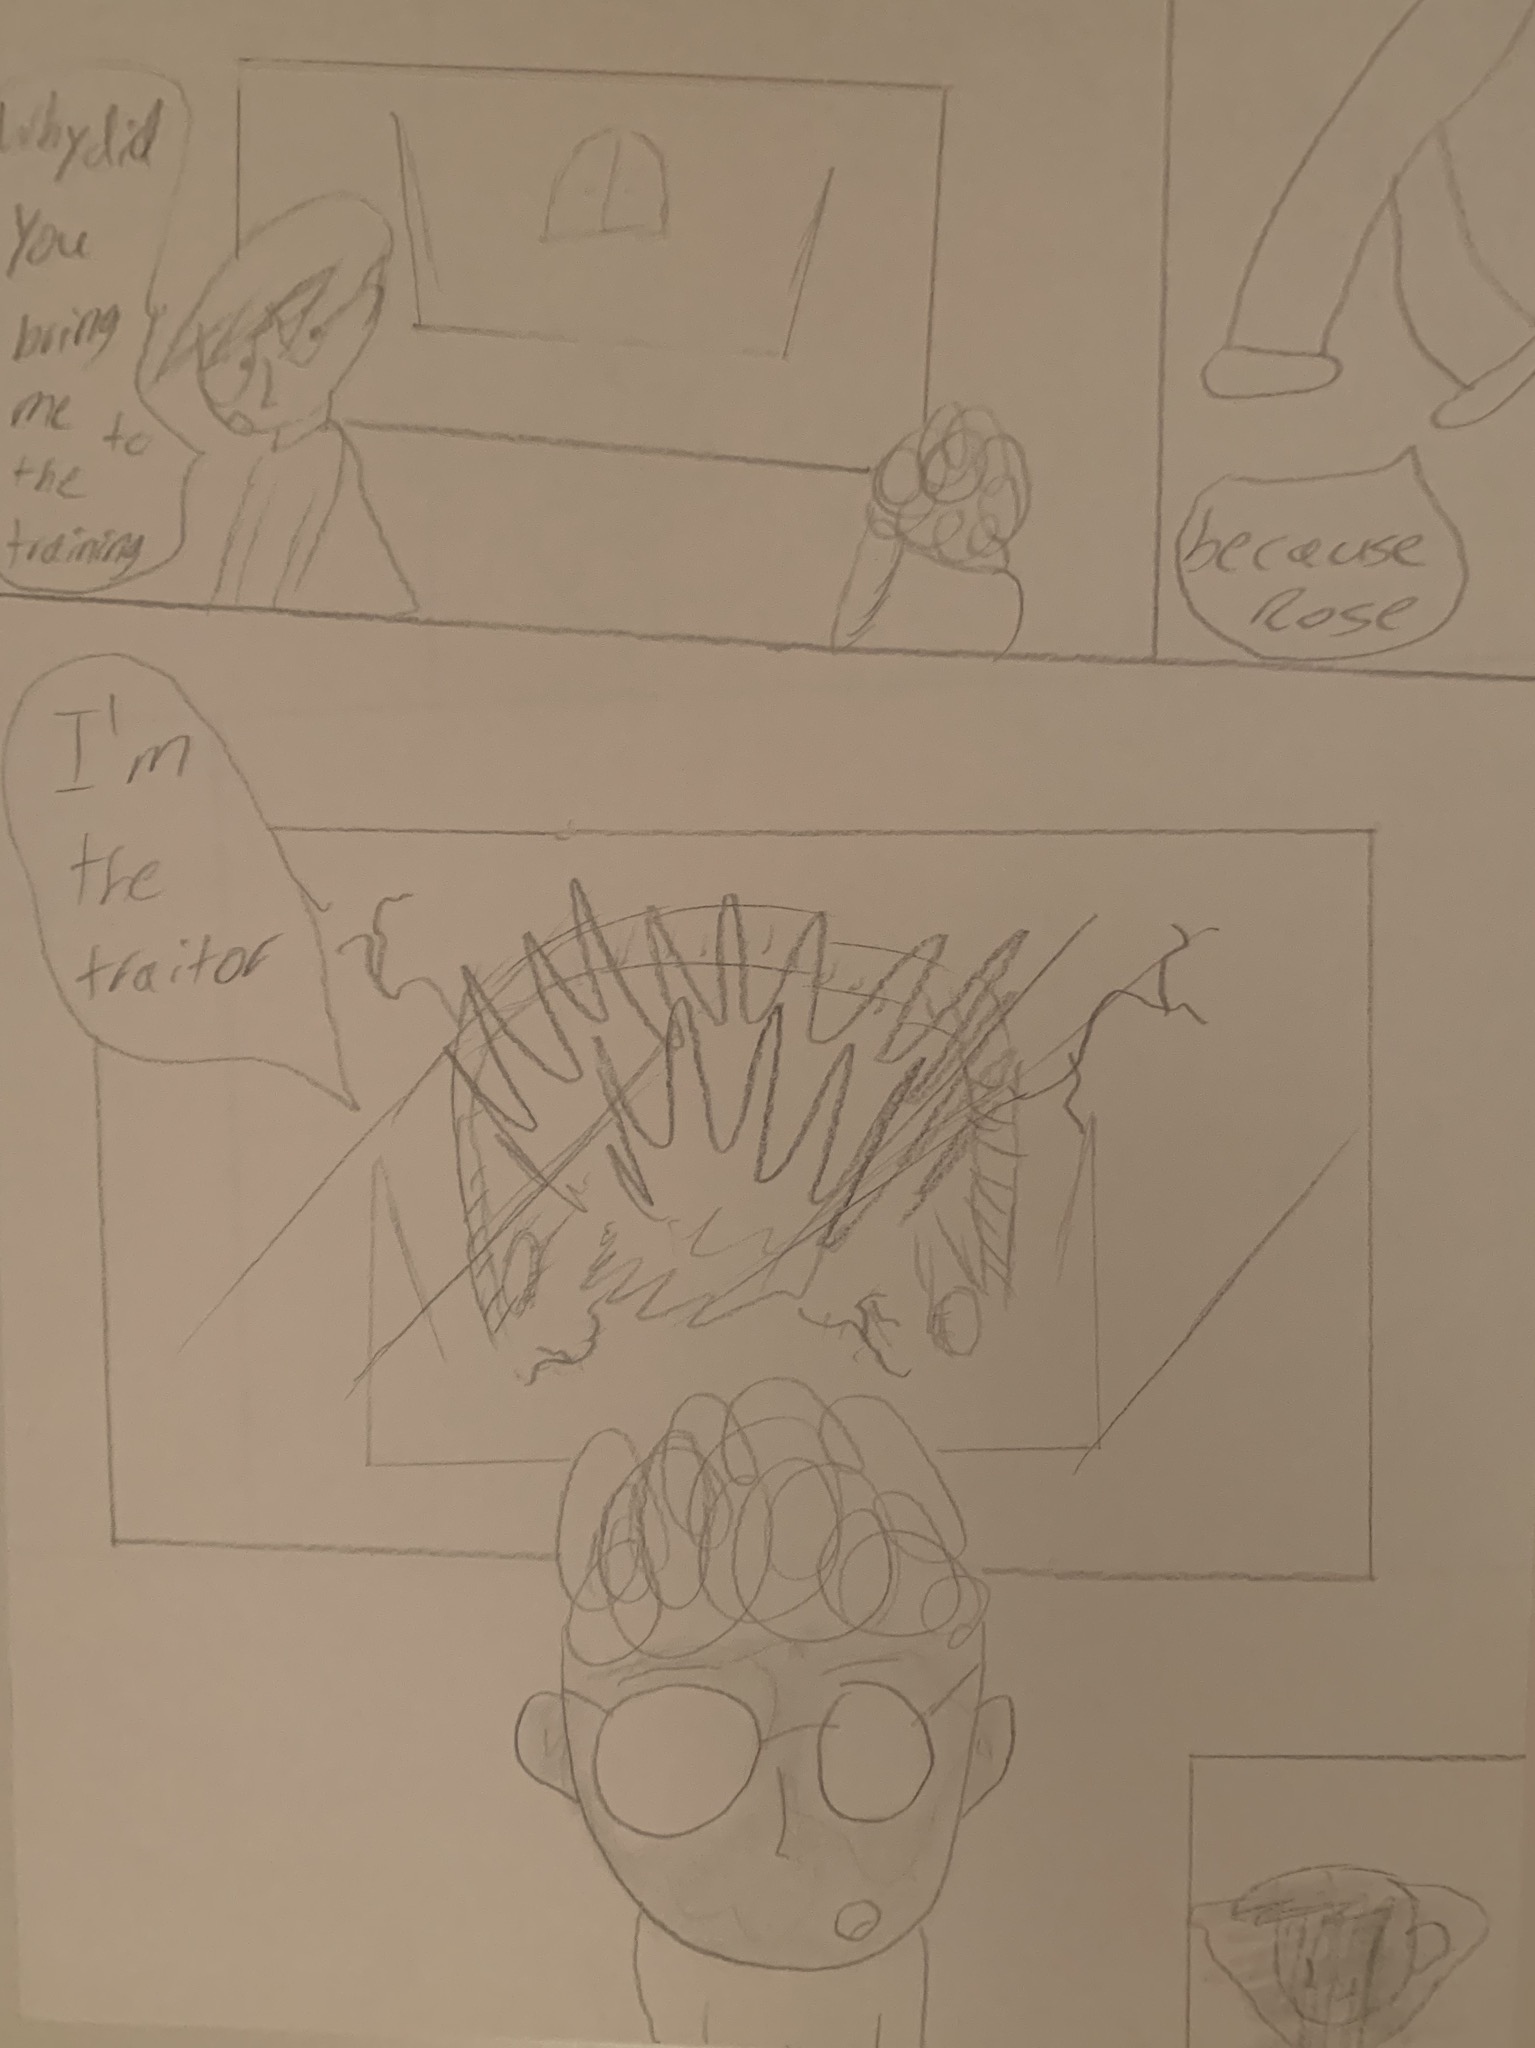 Why did
you
bring
me to
the
training
because
Rose
I'm
the
traitor